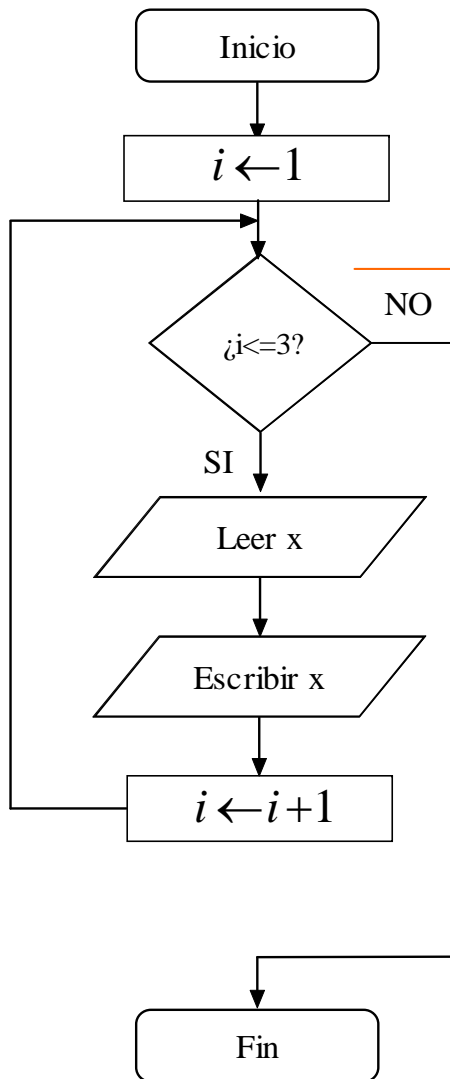 Inicio
i ← 1
¿i<=3?
NO
SI
Leer x
Escribir x
i ← i + 1
Fin